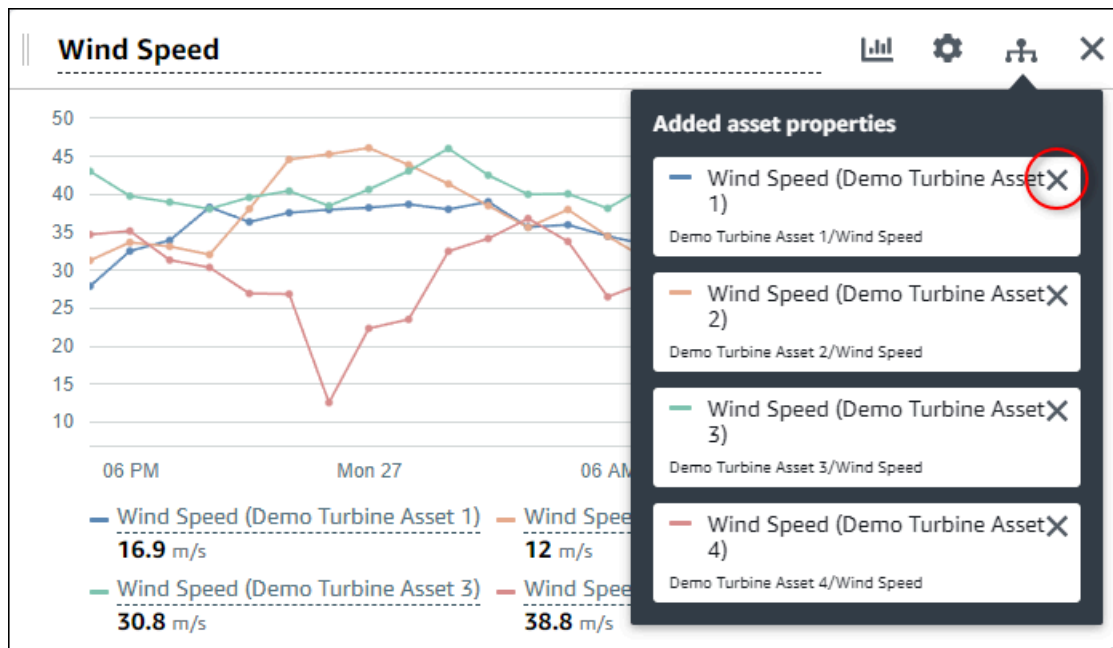 Wind Speed
Added asset properties
50
45
40
35
30
25
20
15
10
06 PM
Mon 27
06 AM
Wind Speed (Demo Turbine Asset 1)
16.9 m/s
Wind Spee
12 m/s
Wind Speed (Demo Turbine Asset 3)
30.8 m/s
Wind Spee
38.8 m/s
Wind Speed (Demo Turbine Asset
1)
Demo Turbine Asset 1/Wind Speed
Wind Speed (Demo Turbine Asset
2)
Demo Turbine Asset 2/Wind Speed
Wind Speed (Demo Turbine Asset
3)
Demo Turbine Asset 3/Wind Speed
Wind Speed (Demo Turbine Asset
4)
Demo Turbine Asset 4/Wind Speed